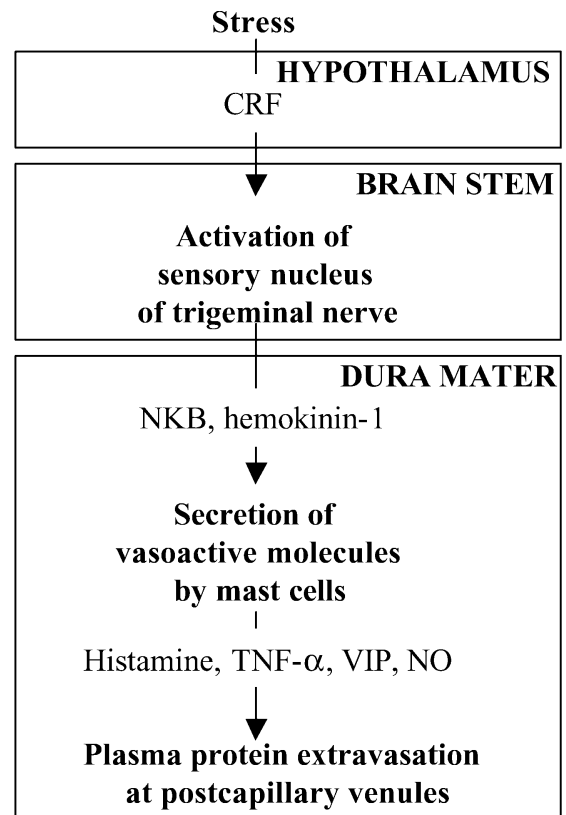 Stress
HYPOTHALAMUS
CRF
BRAIN STEM
Activation of
sensory nucleus
of trigeminal nerve
DURA MATER
NKB, hemokinin-1
Secretion of
vasoactive molecules
by mast cells
Histamine, TNF-α, VIP, NO
Plasma protein extravasation
at postcapillary venules